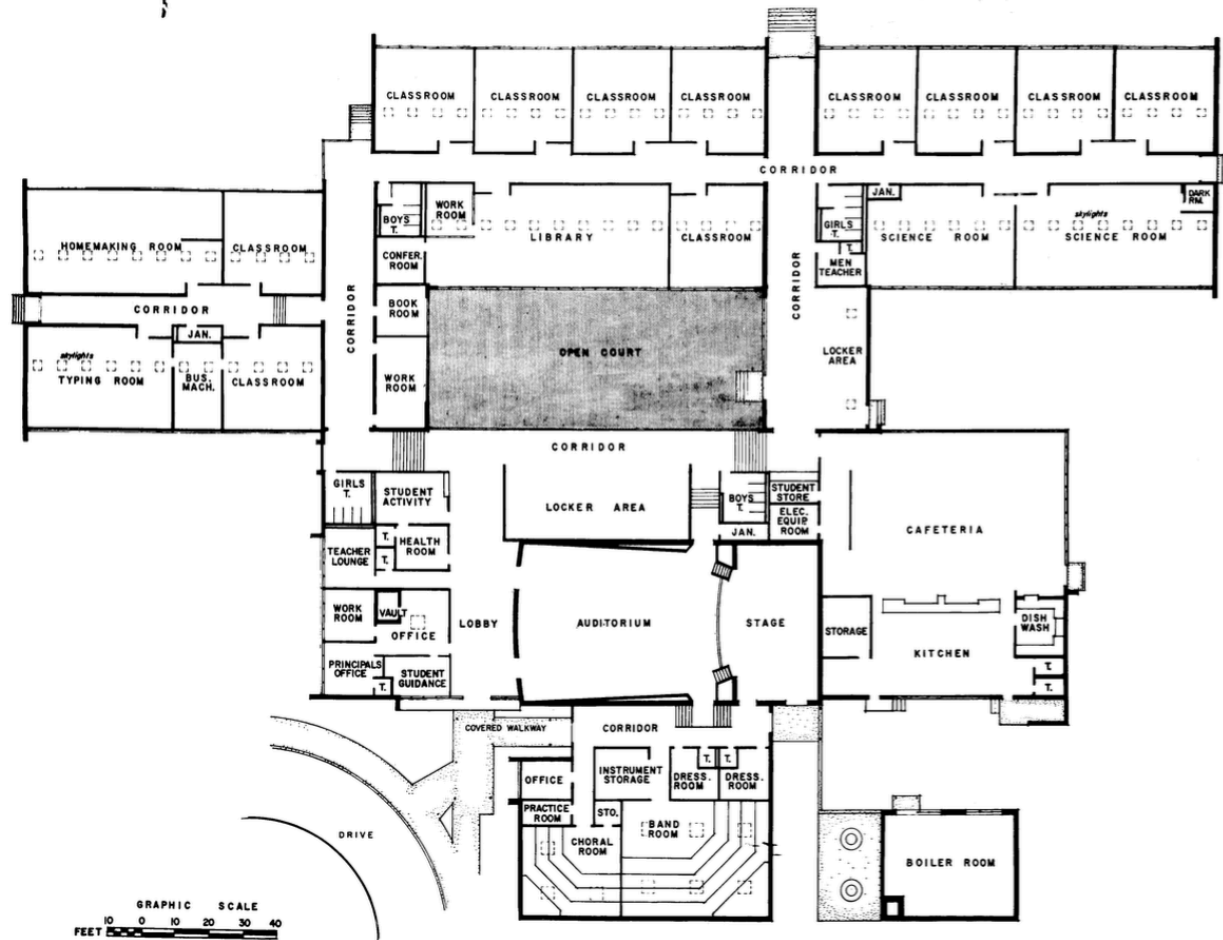 CLASSROOM
CLASSROOM
CLASSROOM
CLASSROOM
CLASSROOM
CLASSROOM
CLASSROOM
CLASSROOM
CORRIDOR
BOYS
T.
WORK
ROOM
LIBRARY
CLASSROOM
GIRLS
T.
JAN.
SCIENCE ROOM
skylights
SCIENCE ROOM
DARK
RM.
T.
MEN
TEACHER
HOMEMAKING ROOM
CLASSROOM
CONFER.
ROOM
CORRIDOR
CORRIDOR
BOOK
ROOM
CORRIDOR
JAN.
OPEN COURT
LOCKER
AREA
skylights
TYPING ROOM
BUS.
MACH.
CLASSROOM
WORK
ROOM
CORRIDOR
GIRLS
T.
STUDENT
ACTIVITY
LOCKER AREA
BOYS
T.
STUDENT
STORE
ELEC.
EQUIP
ROOM
JAN.
CAFETERIA
TEACHER
LOUNGE
T.
T.
HEALTH
ROOM
WORK
ROOM
VAULT
OFFICE
LOBBY
AUDITORIUM
STAGE
STORAGE
DISH
WASH
KITCHEN
T.
T.
PRINCIPALS
OFFICE
T.
STUDENT
GUIDANCE
COVERED WALKWAY
CORRIDOR
OFFICE
INSTRUMENT
STORAGE
T.
T.
DRESS.
ROOM
DRESS.
ROOM
PRACTICE
ROOM
STO.
BAND
ROOM
CHORAL
ROOM
DRIVE
BOILER ROOM
GRAPHIC SCALE
FEET 10 0 10 20 30 40